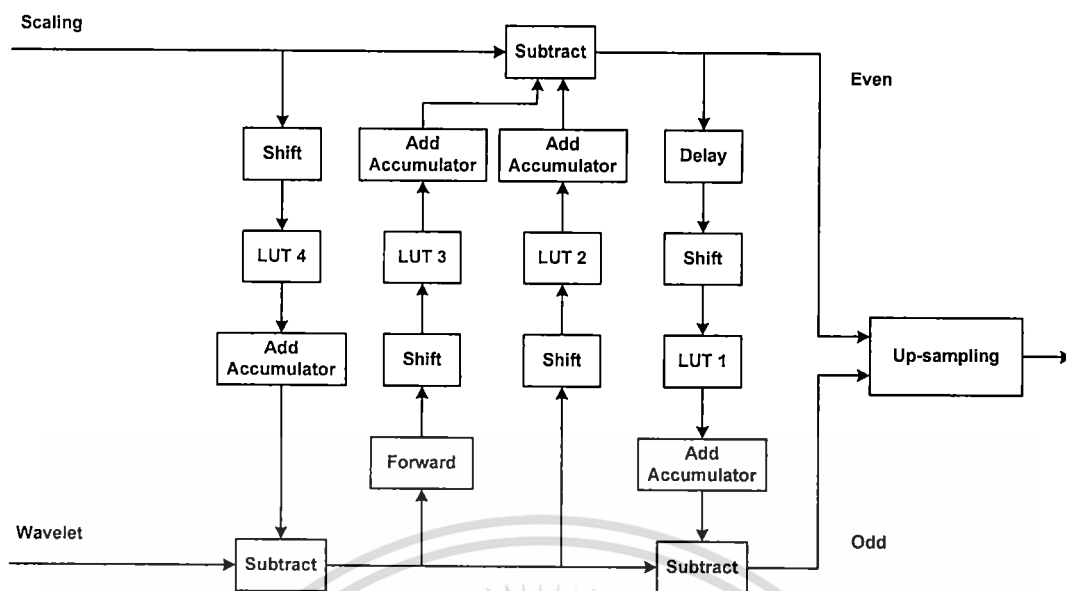 Scaling
Subtract
Even
Shift
Add
Accumulator
Add
Accumulator
Delay
LUT 4
LUT 3
LUT 2
Shift
Add
Accumulator
Shift
Shift
LUT 1
Up-sampling
Forward
Add
Accumulator
Wavelet
Subtract
Subtract
Odd